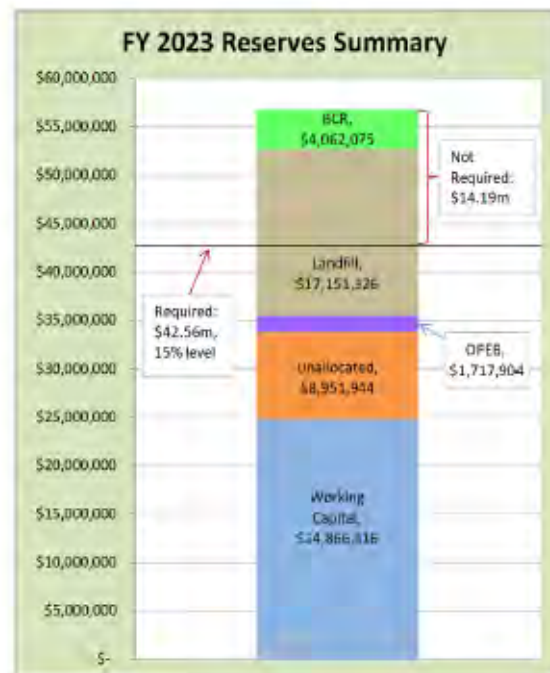 FY 2023 Reserves Summary
$60,000,000
$55,000,000
$50,000,000
$45,000,000
$40,000,000
$35,000,000
$30,000,000
$25,000,000
$20,000,000
$15,000,000
$10,000,000
$5,000,000
$-
BCR,
$4,062,075
Not
Required:
$14.19m
Landfill,
$17,151,326
Required:
$42.56m,
15% level
OPEB,
$1,717,904
Unallocated,
$8,951,944
Working
Capital,